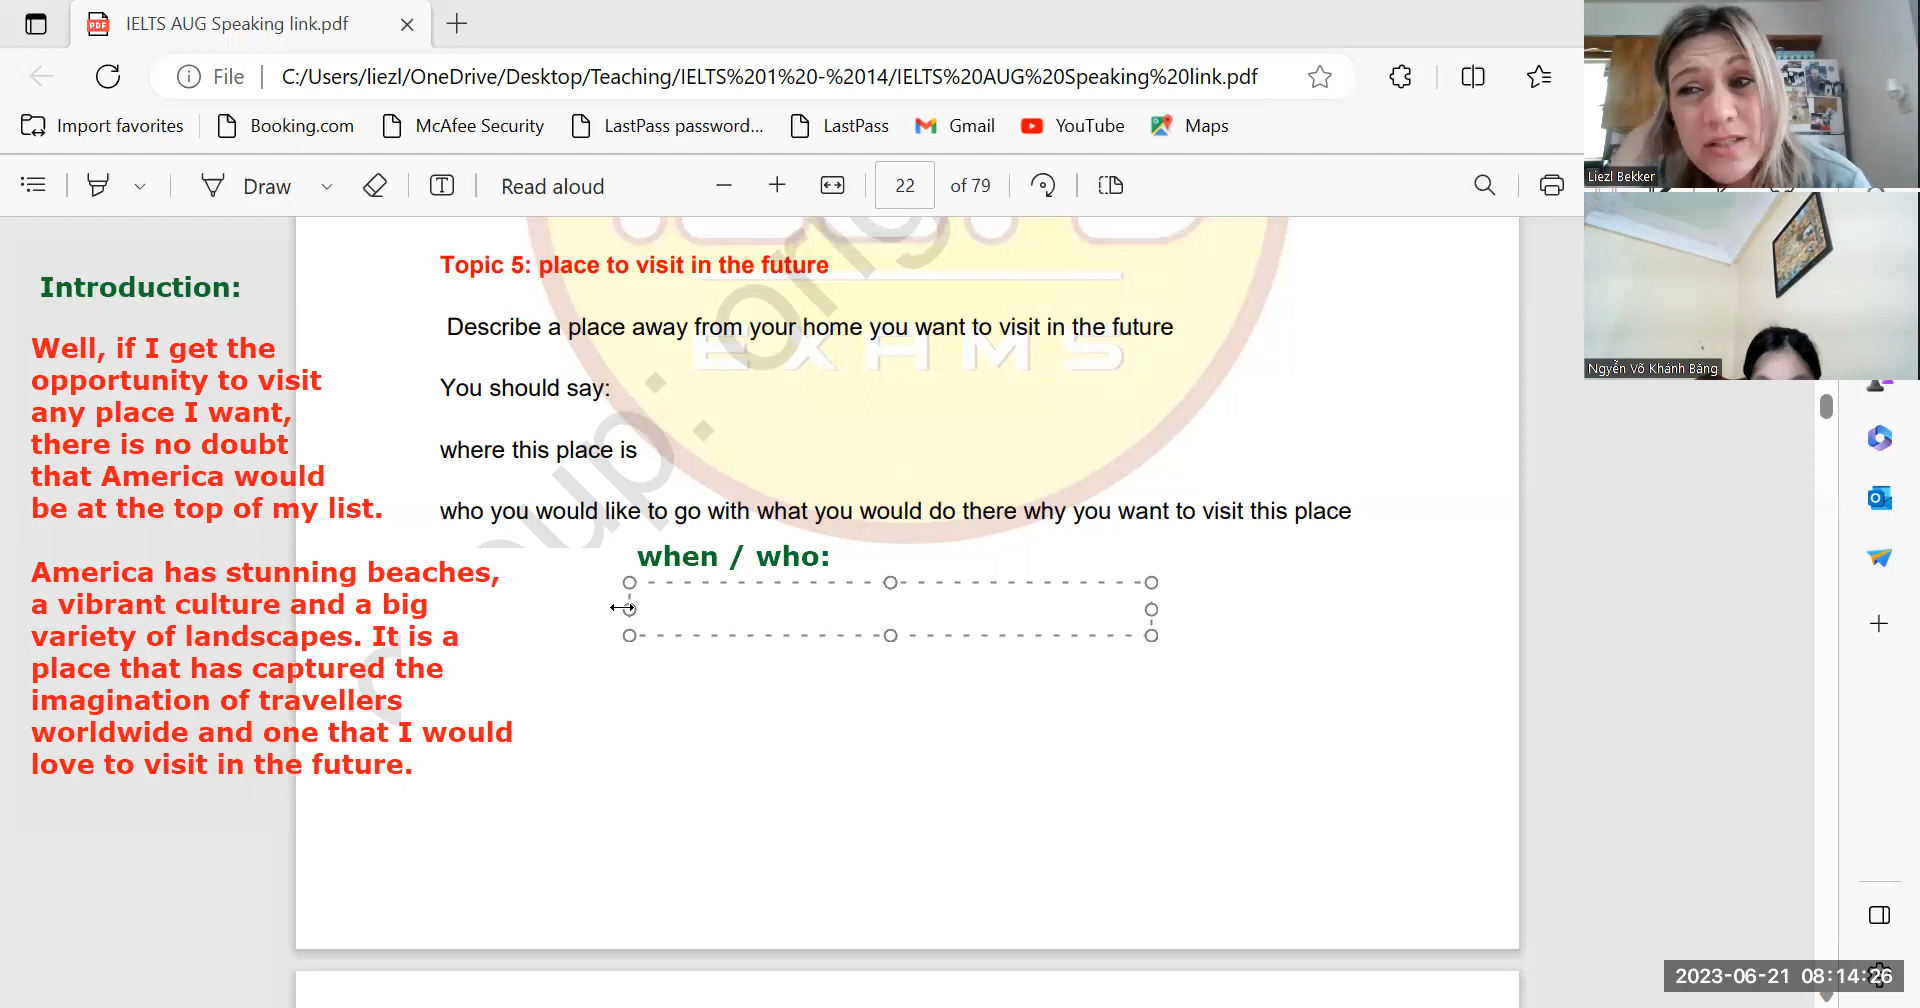 IELTS AUG Speaking link.pdf
File
C:/Users/liezl/OneDrive/Desktop/Teaching/IELTS%201%20-%2014/IELTS%20AUG%20Speaking%20link.pdf
Import favorites
Booking.com
McAfee Security
LastPass password...
LastPass
Gmail
YouTube
Maps
Draw
Read aloud
22
of 79
Liezl Bekker
Ngyễn Võ Khánh Băng
Topic 5: place to visit in the future
Describe a place away from your home you want to visit in the future
EXAMS
You should say:
where this place is
who you would like to go with what you would do there why you want to visit this place
when / who:
Introduction:
Well, if I get the
opportunity to visit
any place I want,
there is no doubt
that America would
be at the top of my list.
America has stunning beaches,
a vibrant culture and a big
variety of landscapes. It is a
place that has captured the
imagination of travellers
worldwide and one that I would
love to visit in the future.
2023-06-21 08:14:26